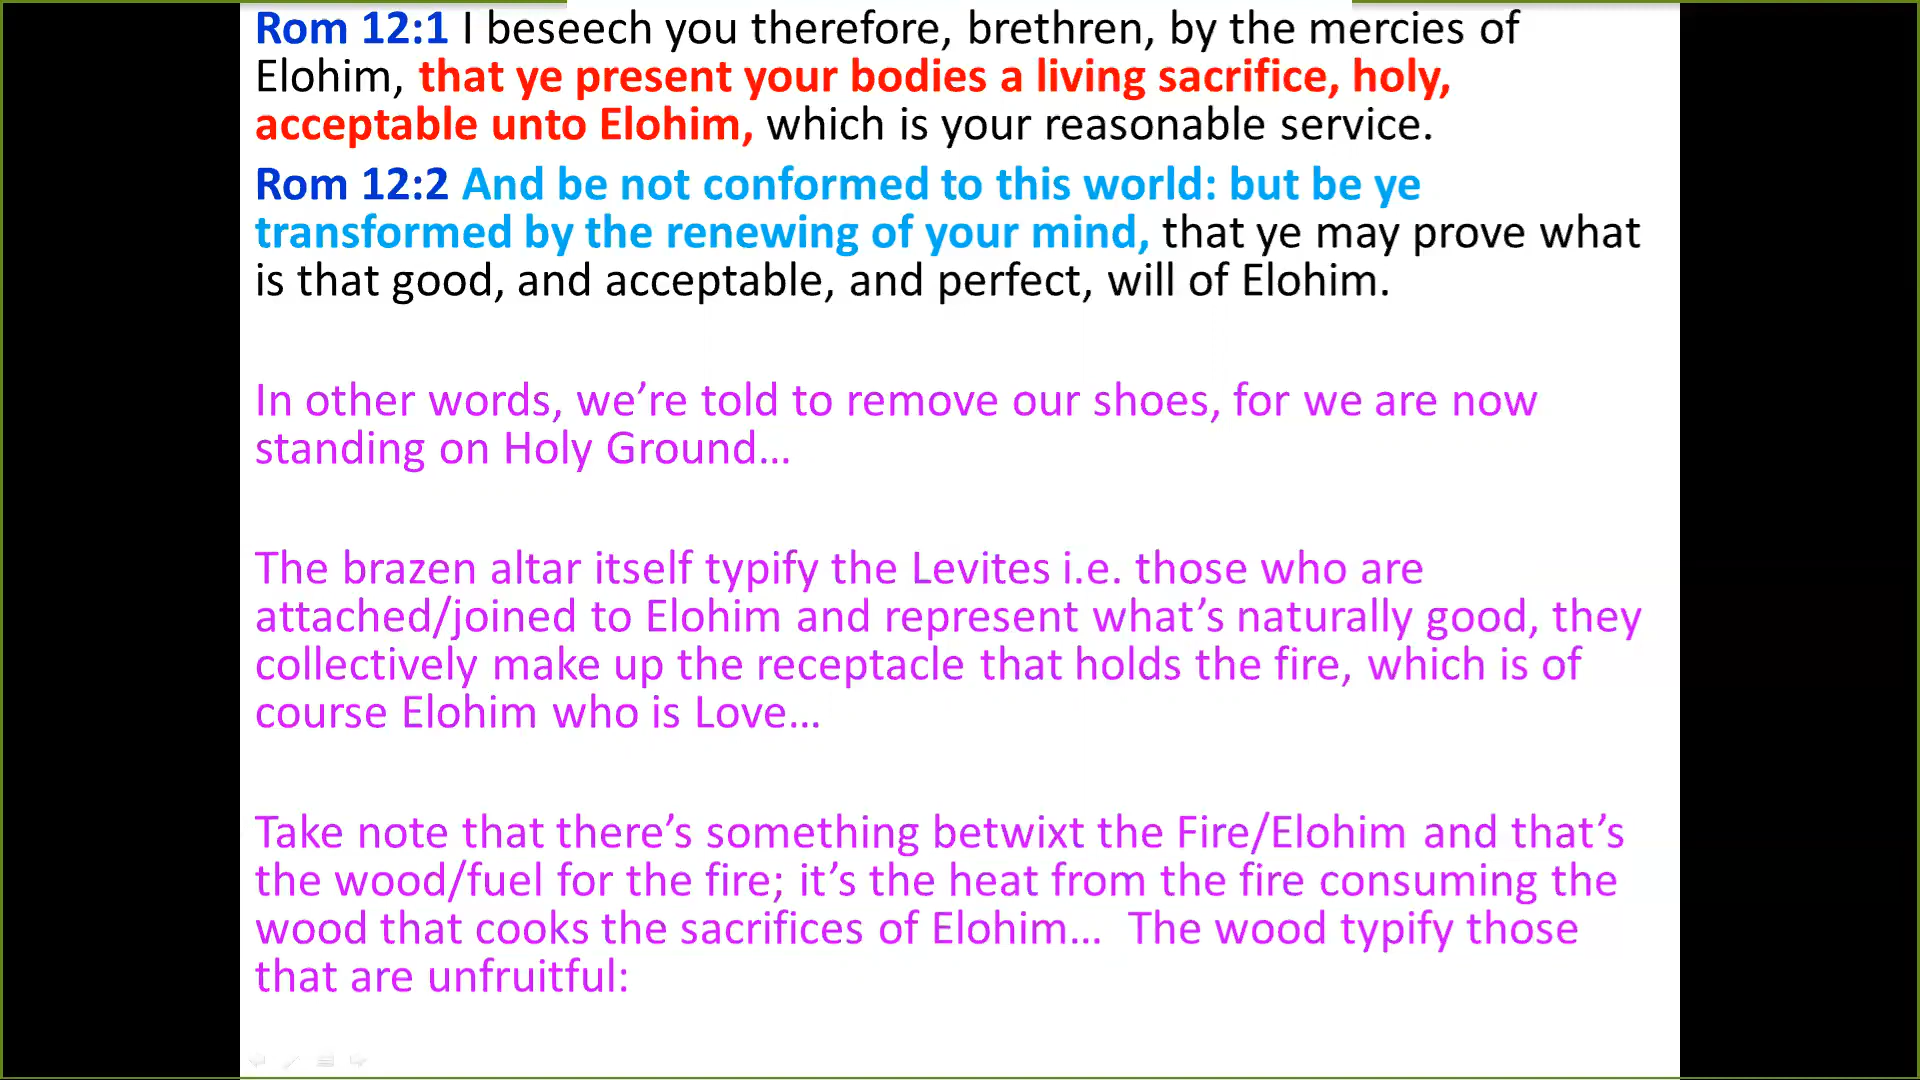 Rom 12:1 I beseech you therefore, brethren, by the mercies of
Elohim, that ye present your bodies a living sacrifice, holy,
acceptable unto Elohim, which is your reasonable service.
Rom 12:2 And be not conformed to this world: but be ye
transformed by the renewing of your mind, that ye may prove what
is that good, and acceptable, and perfect, will of Elohim.
In other words, we’re told to remove our shoes, for we are now
standing on Holy Ground…
The brazen altar itself typify the Levites i.e. those who are
attached/joined to Elohim and represent what’s naturally good, they
collectively make up the receptacle that holds the fire, which is of
course Elohim who is Love…
Take note that there’s something betwixt the Fire/Elohim and that’s
the wood/fuel for the fire; it’s the heat from the fire consuming the
wood that cooks the sacrifices of Elohim…  The wood typify those
that are unfruitful: